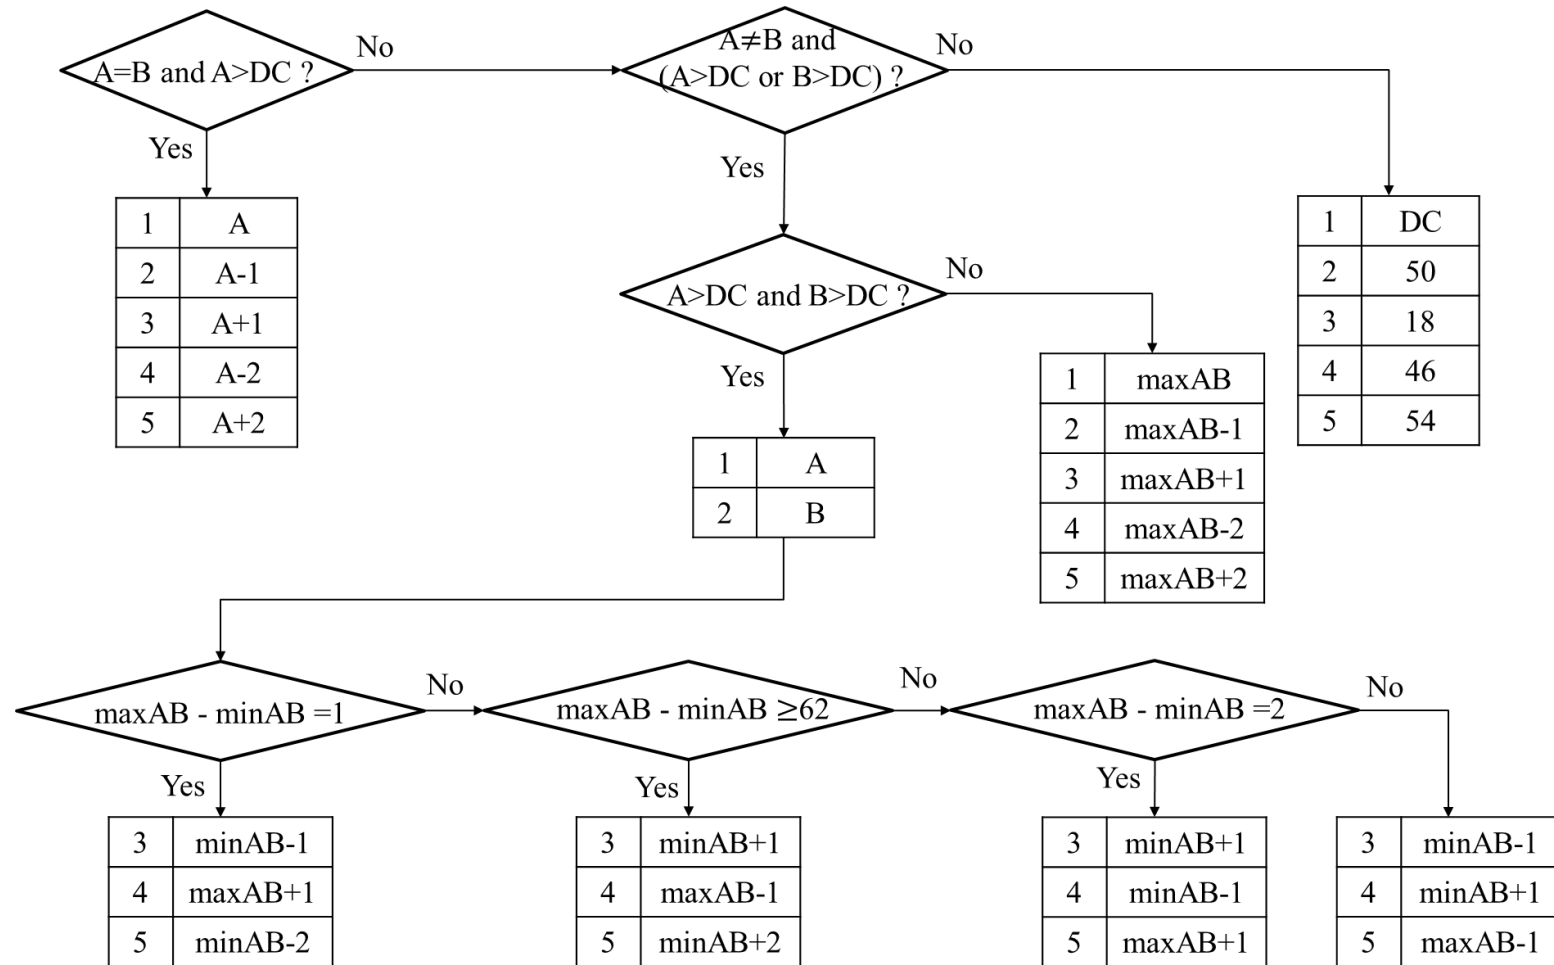 A=B and A>DC ?
No
A≠B and
(A>DC or B>DC) ?
No
Yes
1 A
2 A-1
3 A+1
4 A-2
5 A+2
Yes
1 DC
2 50
3 18
4 46
5 54
A>DC and B>DC ?
No
Yes
1 maxAB
2 maxAB-1
3 maxAB+1
4 maxAB-2
5 maxAB+2
1 A
2 B
maxAB - minAB =1
No
maxAB - minAB ≥62
No
maxAB - minAB =2
No
Yes
3 minAB-1
4 maxAB+1
5 minAB-2
Yes
3 minAB+1
4 maxAB-1
5 minAB+2
Yes
3 minAB+1
4 minAB-1
5 maxAB+1
3 minAB-1
4 minAB+1
5 maxAB-1